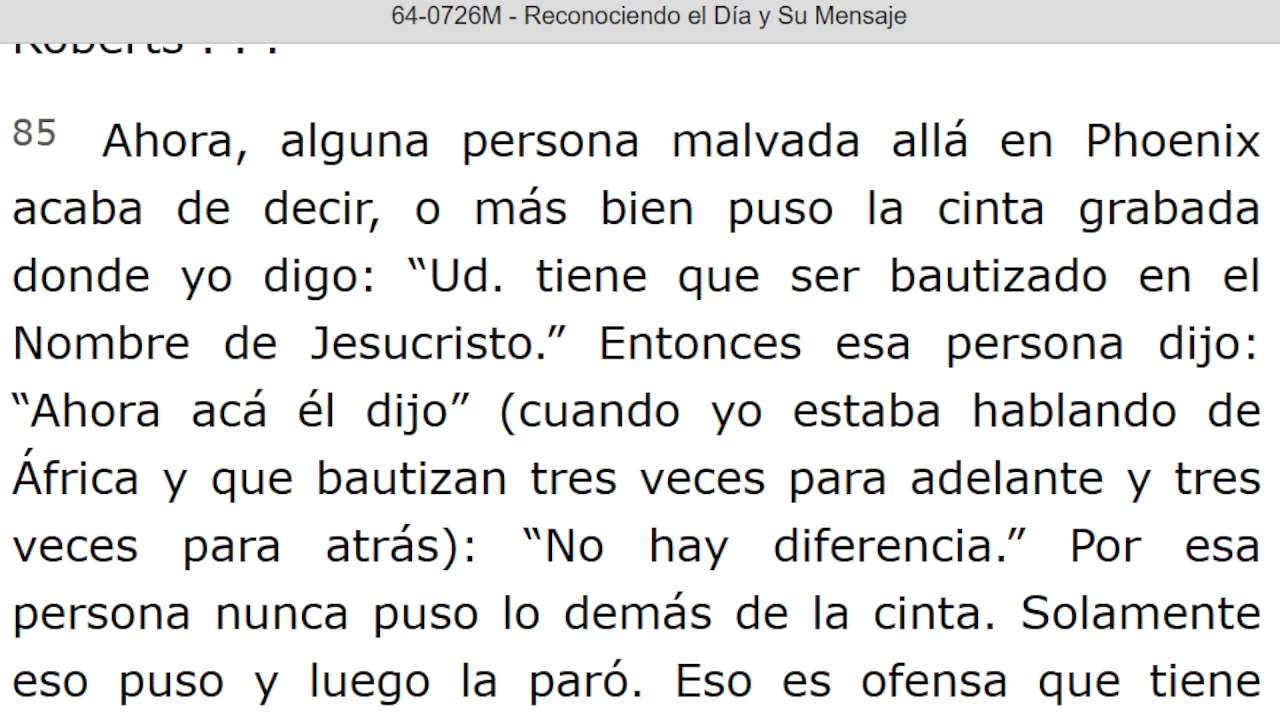 64-0726M - Reconociendo el Día y Su Mensaje
Roberts . . .
85 Ahora, alguna persona malvada allá en Phoenix
acaba de decir, o más bien puso la cinta grabada
donde yo digo: “Ud. tiene que ser bautizado en el
Nombre de Jesucristo.” Entonces esa persona dijo:
“Ahora acá él dijo” (cuando yo estaba hablando de
África y que bautizan tres veces para adelante y tres
veces para atrás): “No hay diferencia.” Por esa
persona nunca puso lo demás de la cinta. Solamente
eso puso y luego la paró. Eso es ofensa que tiene